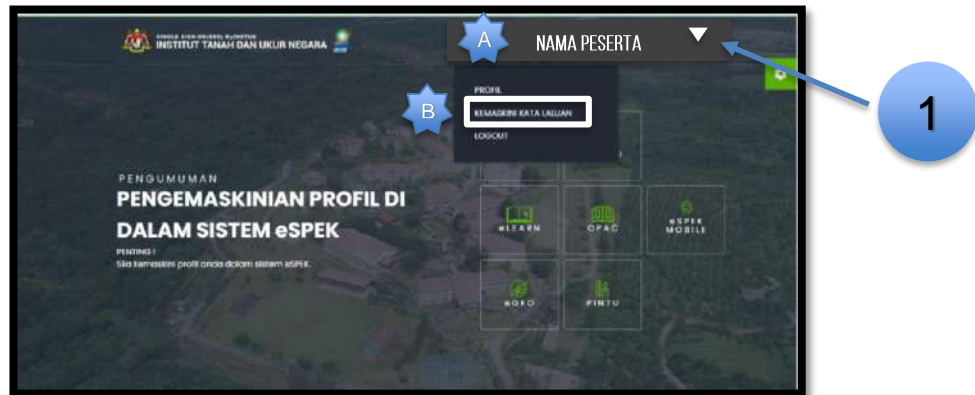 INSTITUT TANAH DAN UKUR NEGARA
A
NAMA PESERTA
1
PROFIL
B
KEMASKINI KATA LALUAN
LOGOUT
PENGUMUMAN
PENGEMASKINIAN PROFIL DI
DALAM SISTEM eSPEK
PENTING !
Sila kemaskini profil anda dalam sistem eSPEK.
eLEARN
OPAC
eSPEK
MOBILE
PINTU